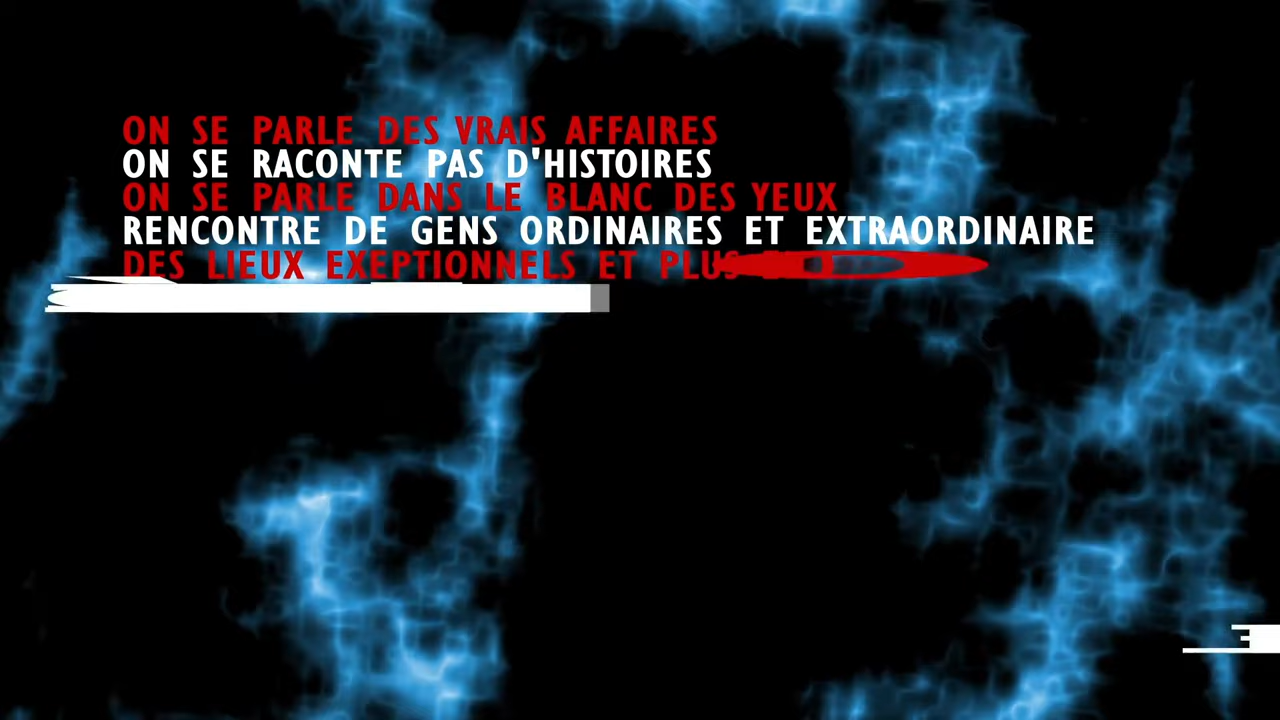 ON SE PARLE DES VRAIS AFFAIRES
ON SE RACONTE PAS D'HISTOIRES
ON SE PARLE DANS LE BLANC DES YEUX
RENCONTRE DE GENS ORDINAIRES ET EXTRAORDINAIRE
DES LIEUX EXEPTIONNELS ET PLUS